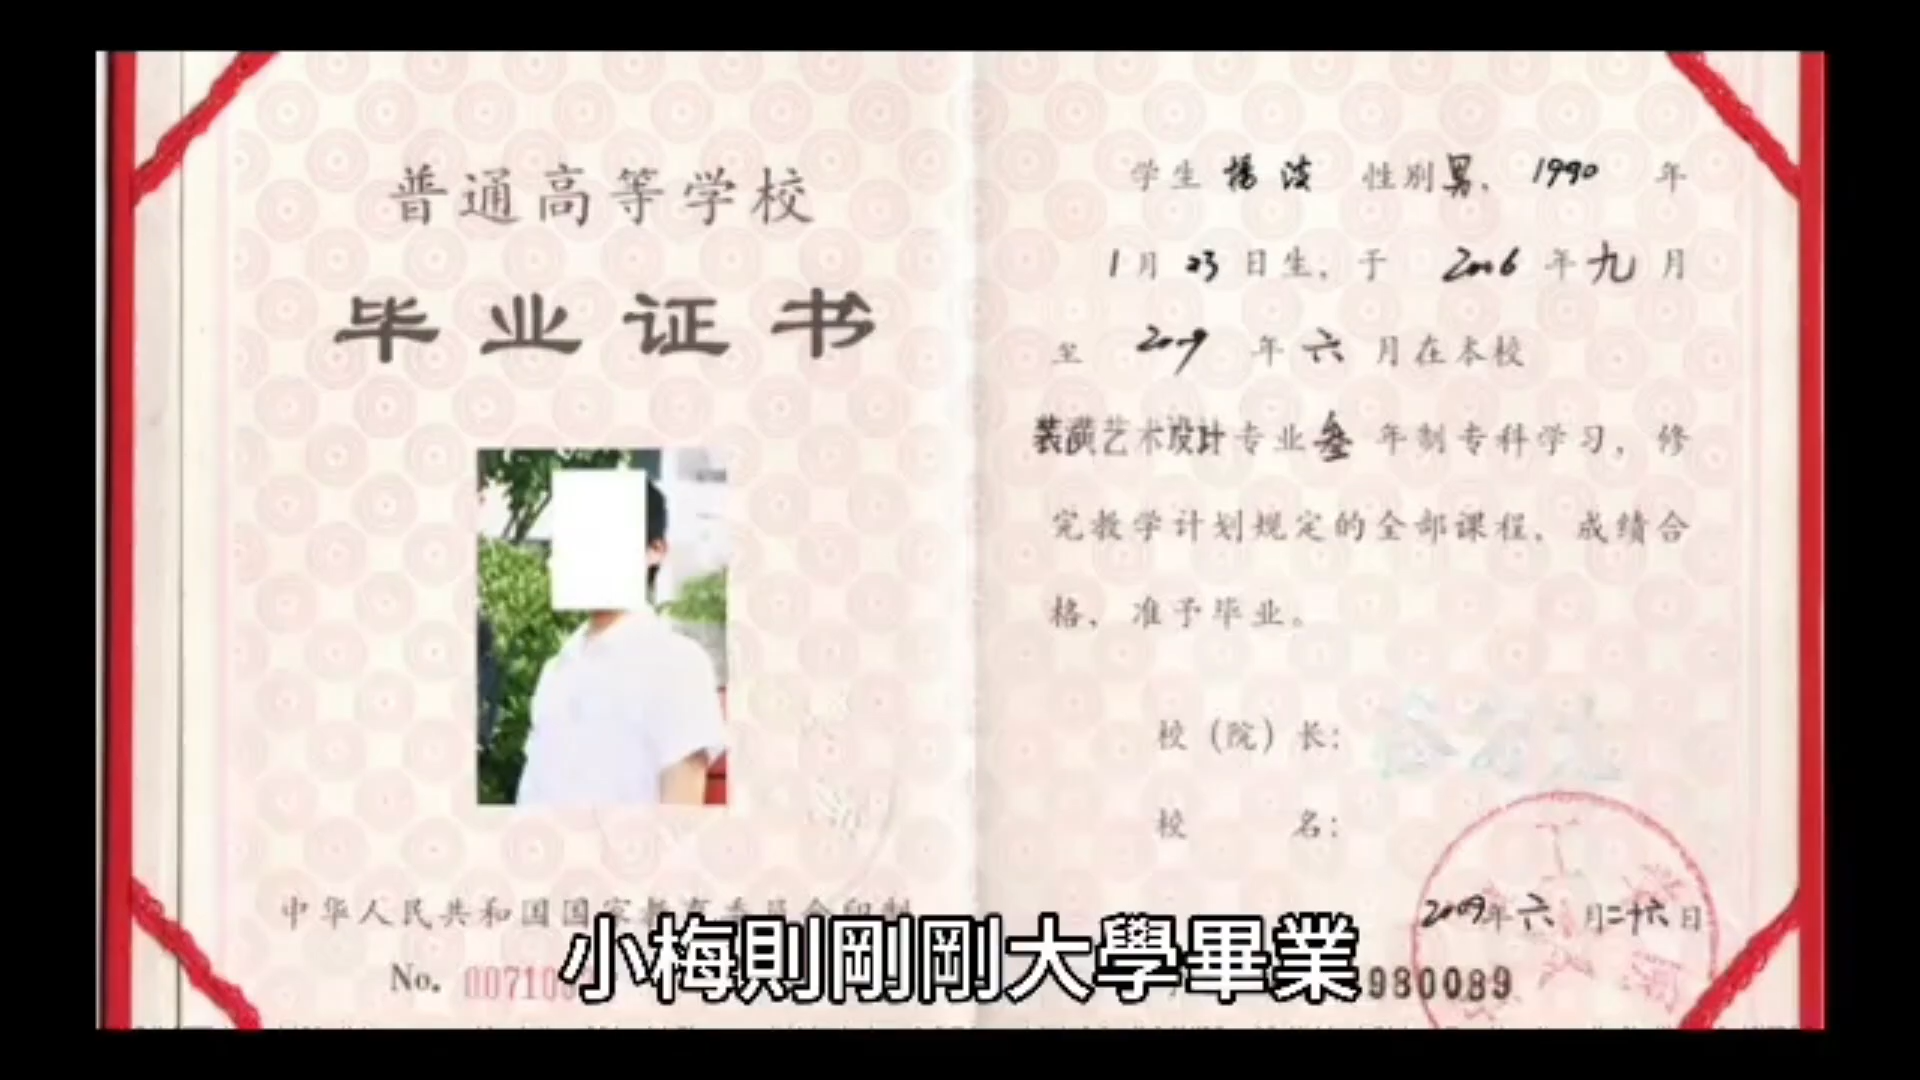 普通高等学校
毕业证书
中华人民共和国国家教育委员会印制
No. 00710
学生 杨波 性别男、1990 年
1月 23 日生，于 2006 年九月
至 2009 年 六 月在本校
装潢艺术设计专业叁 年制专科学习，修
完教学计划规定的全部课程，成绩合
格，准予毕业。
校（院）长：
校 名：
2009年六月二十六日
980089
小梅則剛剛大學畢業